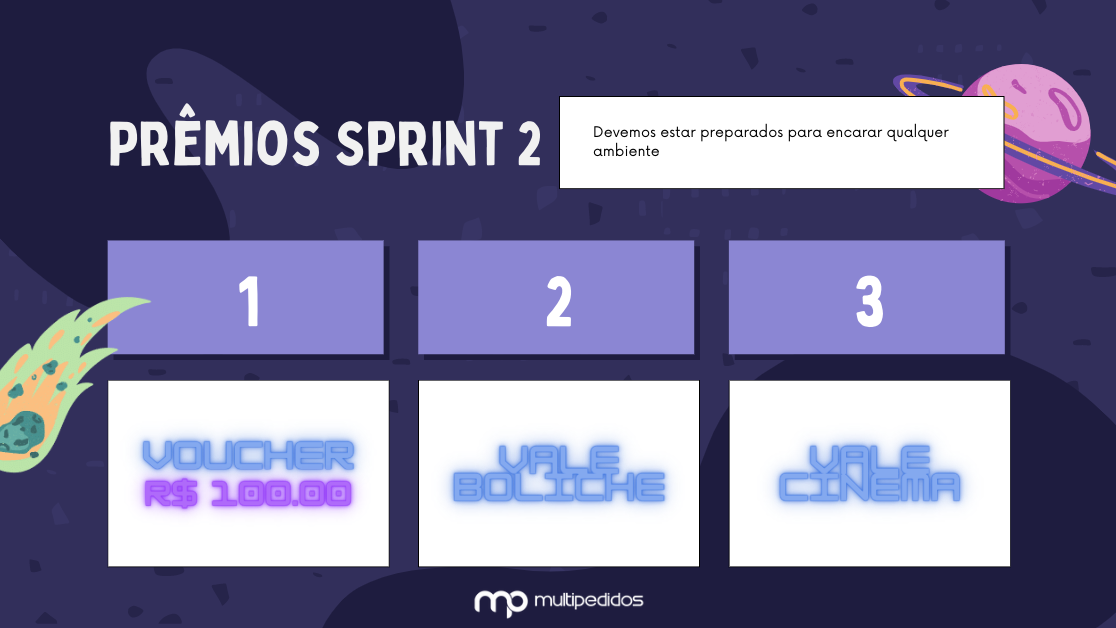 PRÊMIOS SPRINT 2
Devemos estar preparados para encarar qualquer
ambiente
1
2
3
VOUCHER
R$ 100.00
VALE
BOLICHE
VALE
CINEMA
mp multipedidos